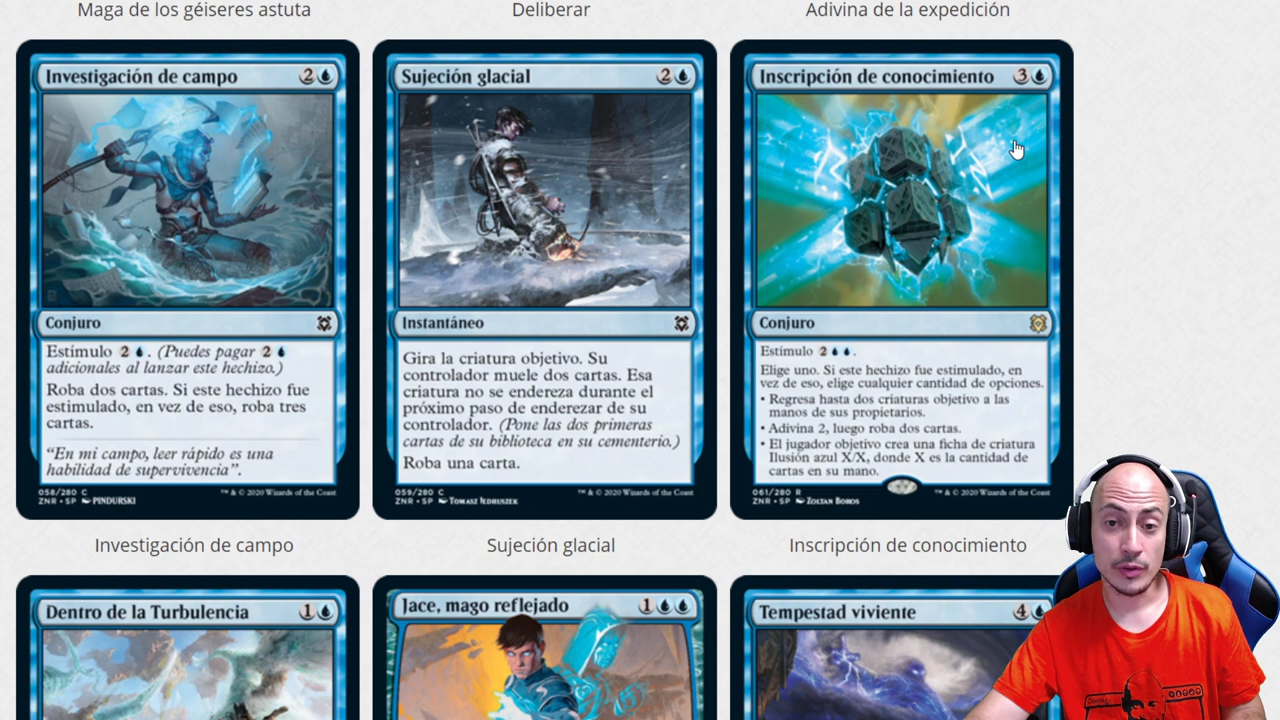 Maga de los géiseres astuta
Deliberar
Adivina de la expedición
Investigación de campo 2
Conjuro
Estímulo 2 . (Puedes pagar 2
adicionales al lanzar este hechizo.)
Roba dos cartas. Si este hechizo fue
estimulado, en vez de eso, roba tres
cartas.
“En mi campo, leer rápido es una
habilidad de supervivencia”.
058/280 C
ZNR • SP PINDURSKI
™ & © 2020 Wizards of the Coast
Sujeción glacial 2
Instantáneo
Gira la criatura objetivo. Su
controlador muele dos cartas. Esa
criatura no se endereza durante el
próximo paso de enderezar de su
controlador. (Pone las dos primeras
cartas de su biblioteca en su cementerio.)
Roba una carta.
059/280 C
ZNR • SP TOMASZ JEDRUSZEK
™ & © 2020 Wizards of the Coast
Inscripción de conocimiento 3
Conjuro
Estímulo 2 .
Elige uno. Si este hechizo fue estimulado, en
vez de eso, elige cualquier cantidad de opciones.
• Regresa hasta dos criaturas objetivo a las
manos de sus propietarios.
• Adivina 2, luego roba dos cartas.
• El jugador objetivo crea una ficha de criatura
Ilusión azul X/X, donde X es la cantidad de
cartas en su mano.
061/280 R
ZNR • SP ZOLTAN BOROS
™ & © 2020 Wizards of the Coast
Investigación de campo
Sujeción glacial
Inscripción de conocimiento
Dentro de la Turbulencia 1
Jace, mago reflejado 1
Tempestad viviente 4